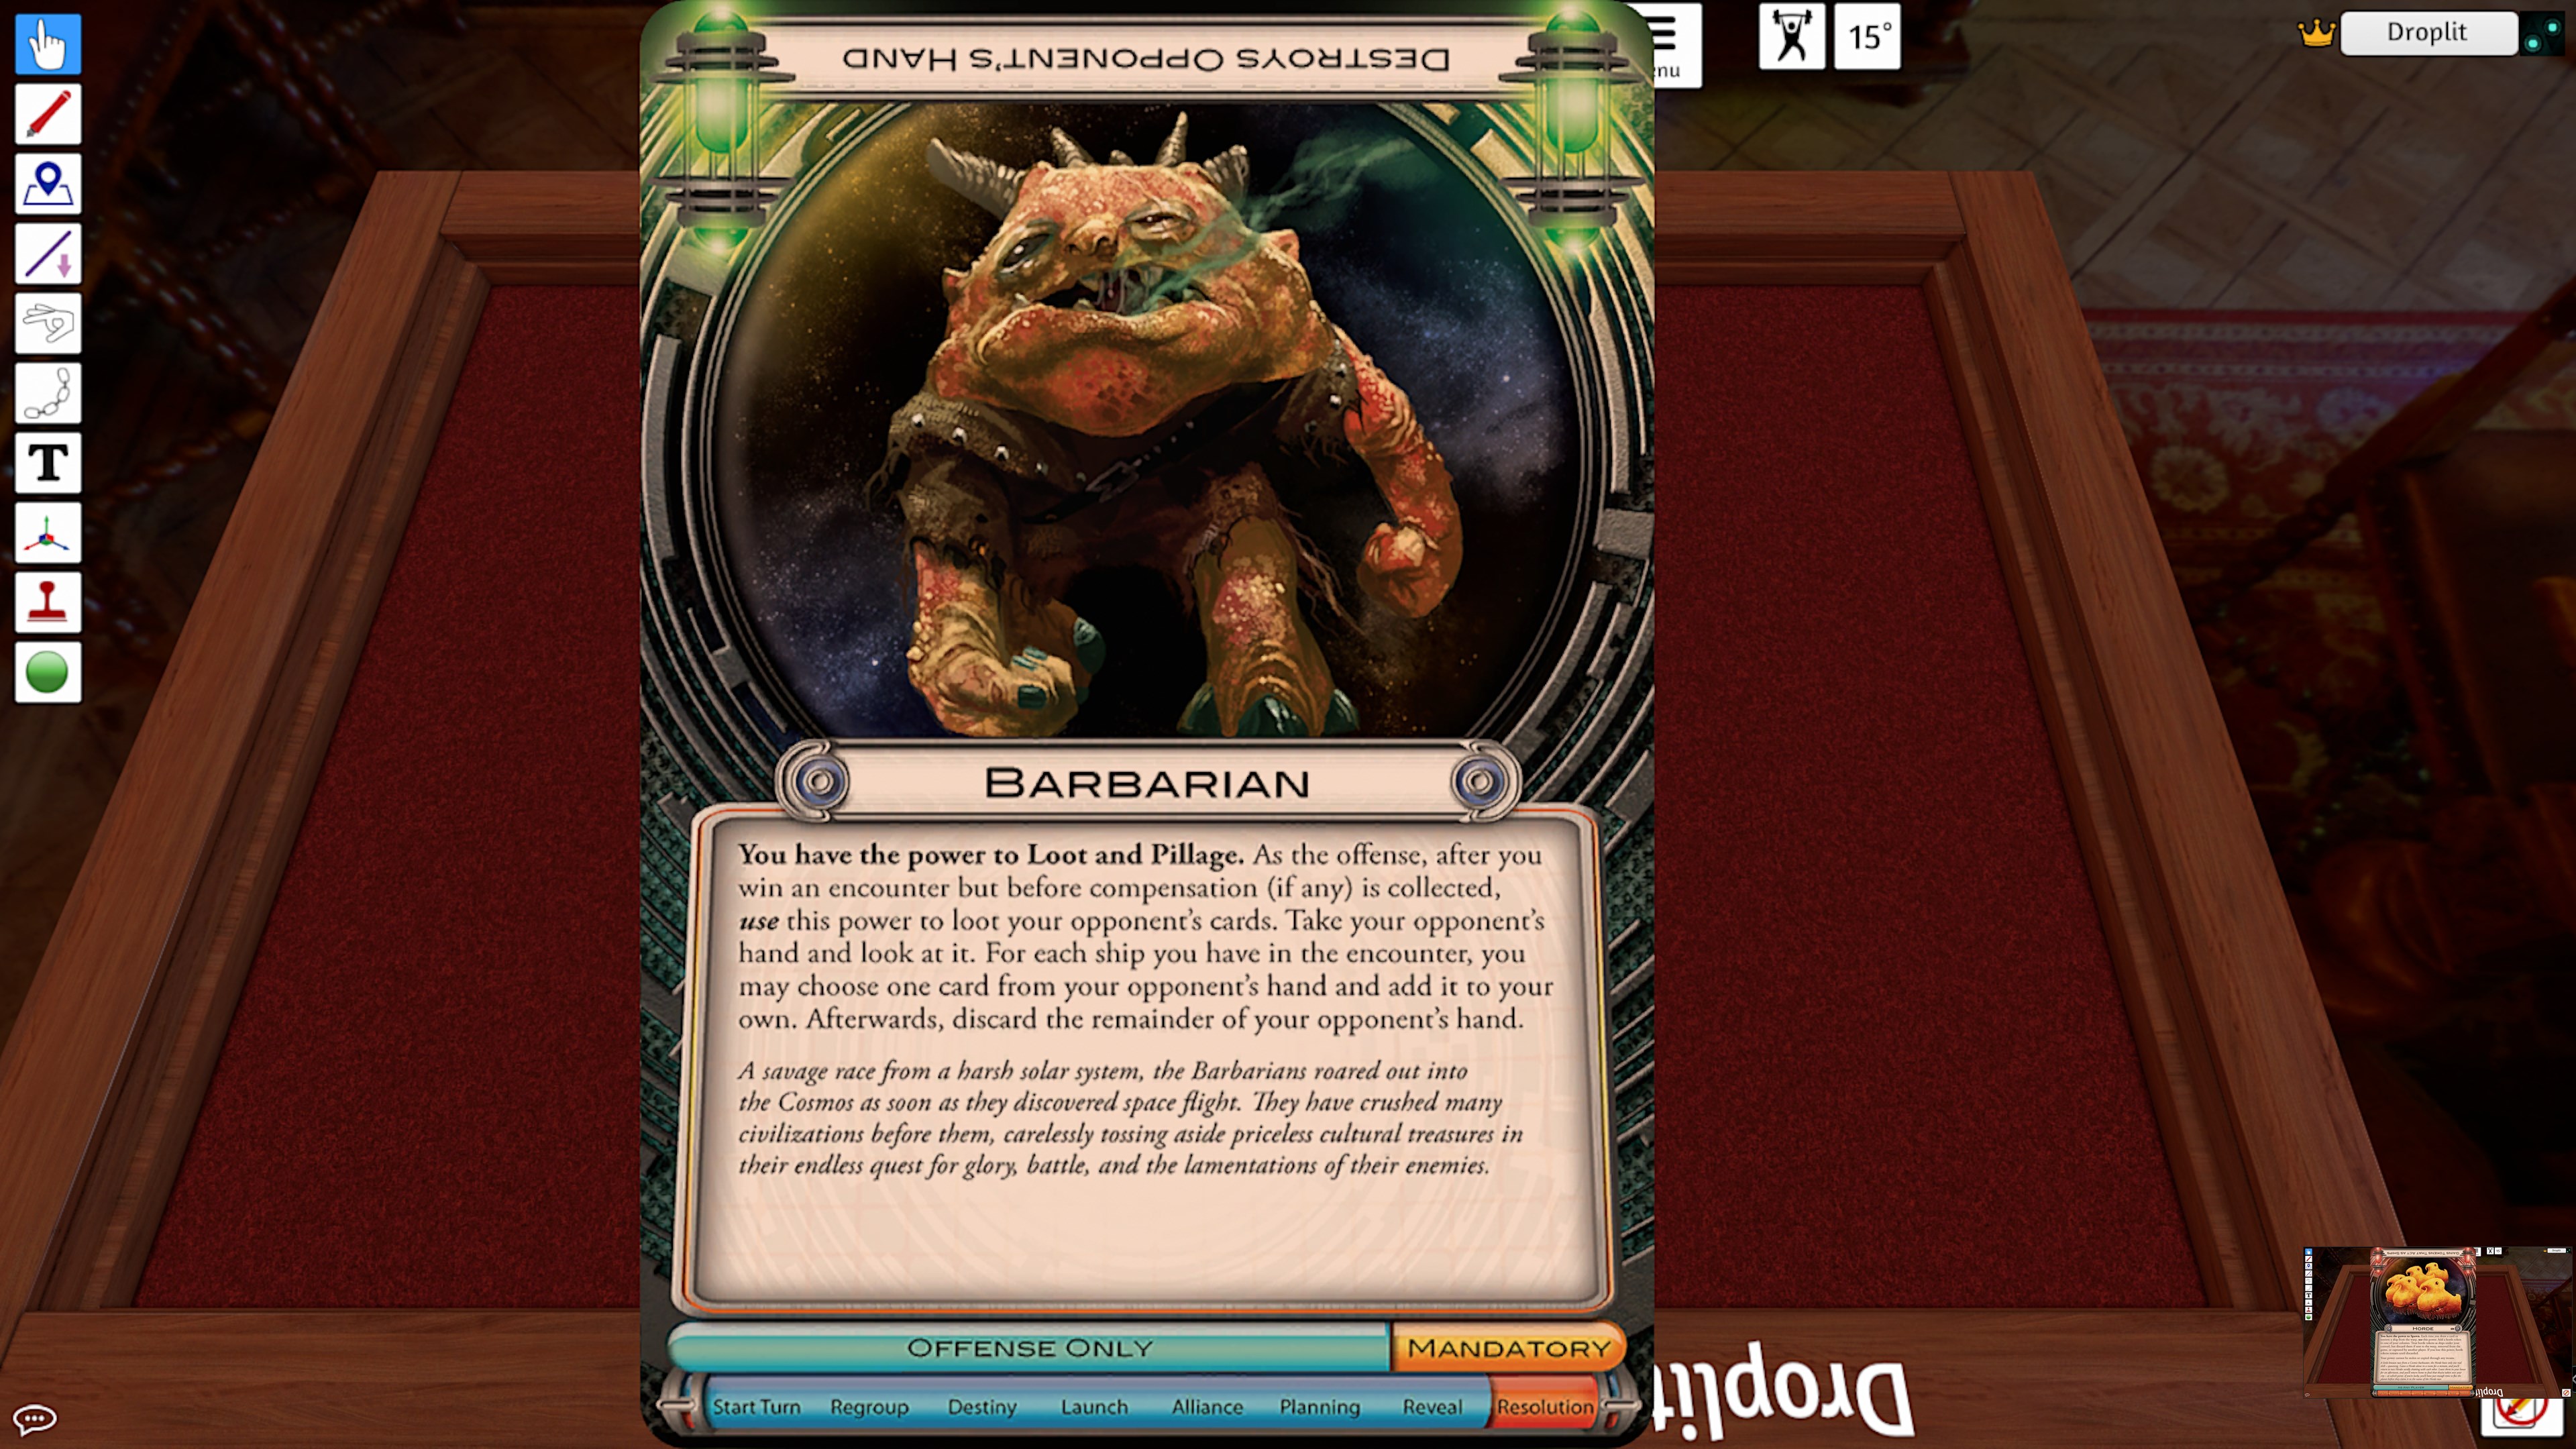 DESTROYS OPPONENT'S HAND
nu
15°
Droplit
T
BARBARIAN
You have the power to Loot and Pillage. As the offense, after you
win an encounter but before compensation (if any) is collected,
use this power to loot your opponent's cards. Take your opponent's
hand and look at it. For each ship you have in the encounter, you
may choose one card from your opponent's hand and add it to your
own. Afterwards, discard the remainder of your opponent's hand.
A savage race from a harsh solar system, the Barbarians roared out into
the Cosmos as soon as they discovered space flight. They have crushed many
civilizations before them, carelessly tossing aside priceless cultural treasures in
their endless quest for glory, battle, and the lamentations of their enemies.
OFFENSE ONLY MANDATORY
Start Turn Regroup Destiny Launch Alliance Planning Reveal Resolution
Droplit
HORDE
Droplit